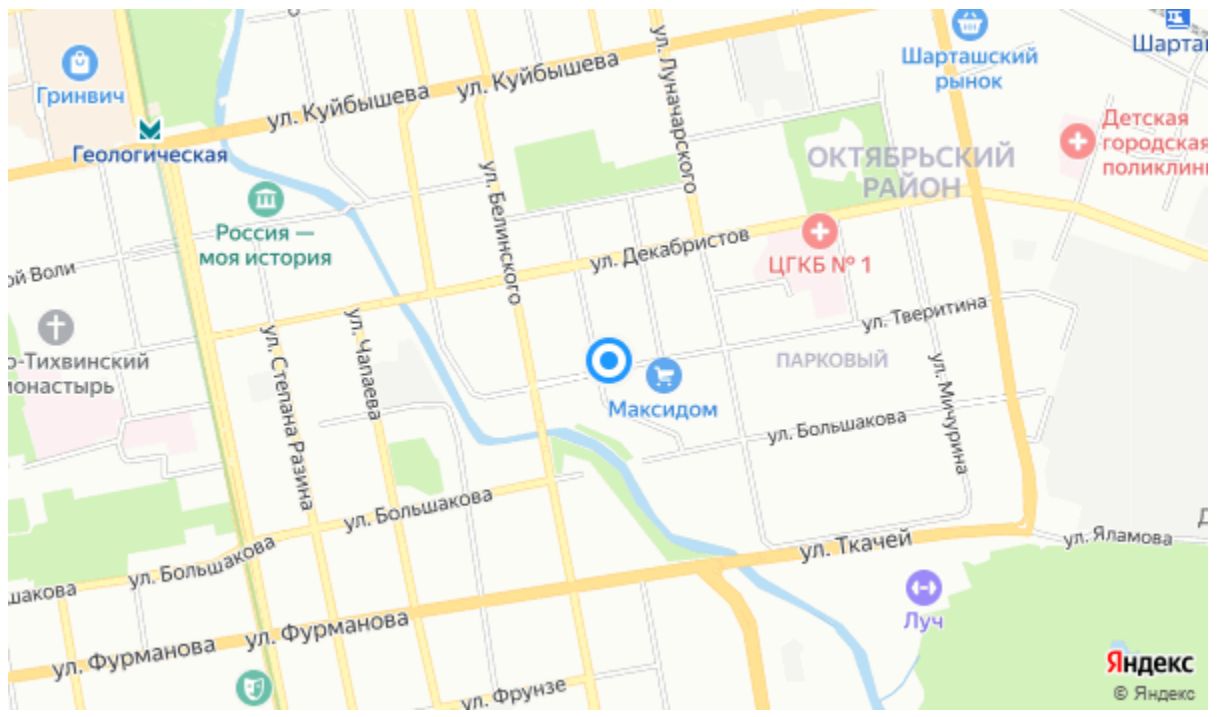 ул. Куйбышева
ул. Куйбышева
ул. Луначарского
Шарташский
рынок
Гринвич
Геологическая
Детская
городская
ОКТЯБРЬСКИЙ
РАЙОН
ул. Белинского
Россия —
моя история
ул. Декабристов
ЦГКБ № 1
ой Воли
ул. Тверитина
ПАРКОВЫЙ
о-Тихвинский
монастырь
ул. Степана Разина
ул. Чапаева
Максидом
ул. Мичурина
ул. Большакова
ул. Большакова
ул. Большакова
шакова
ул. Ткачей
ул. Яламова
Луч
ул. Фурманова
ул. Фурманова
ул. Фрунзе
Яндекс
© Яндекс